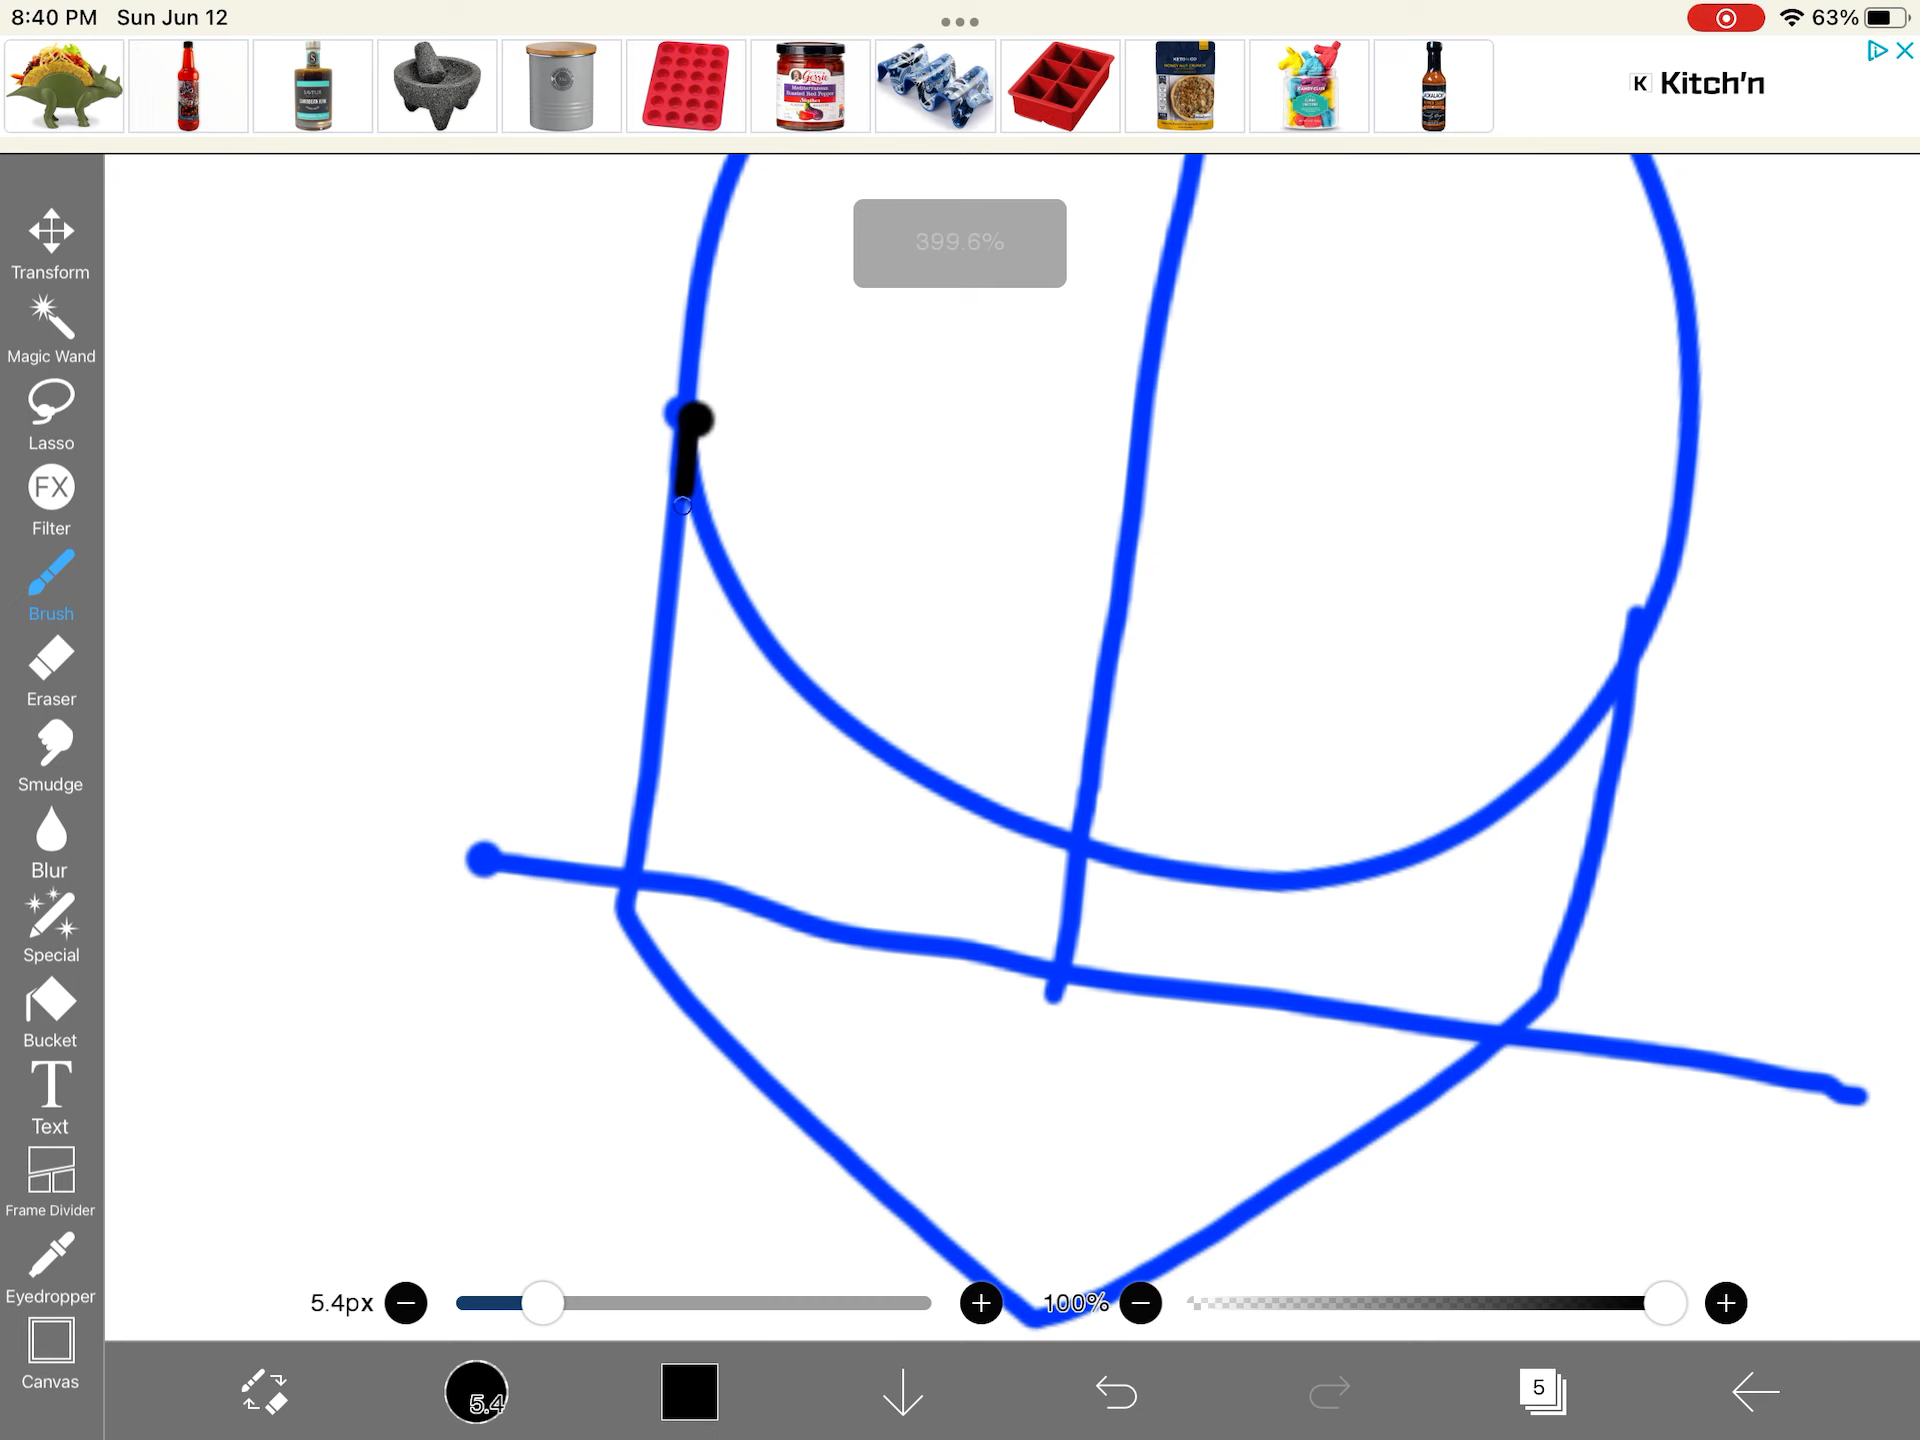 8:40 PM Sun Jun 12
63%
K Kitch'n
399.6%
Transform
Magic Wand
Lasso
FX
Filter
Brush
Eraser
Smudge
Blur
Special
Bucket
T
Text
Frame Divider
Eyedropper
Canvas
5.4px
100%
5.4
5